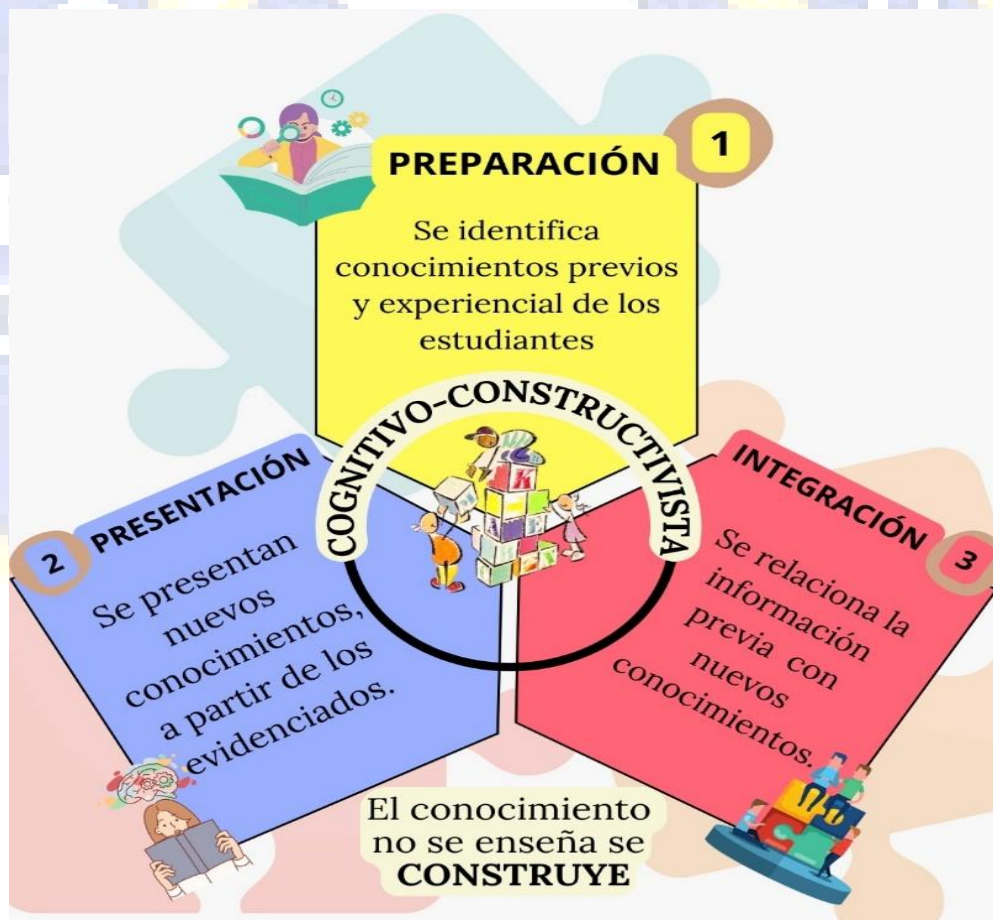 PREPARACIÓN
1
Se identifica
conocimientos previos
y experiencial de los
estudiantes
COGNITIVO-CONSTRUCTIVISTA
2
PRESENTACIÓN
Se presentan
nuevos
conocimientos,
a partir de los
evidenciados.
INTEGRACIÓN
3
Se relaciona la
información
previa con
nuevos
conocimientos.
El conocimiento
no se enseña se
CONSTRUYE